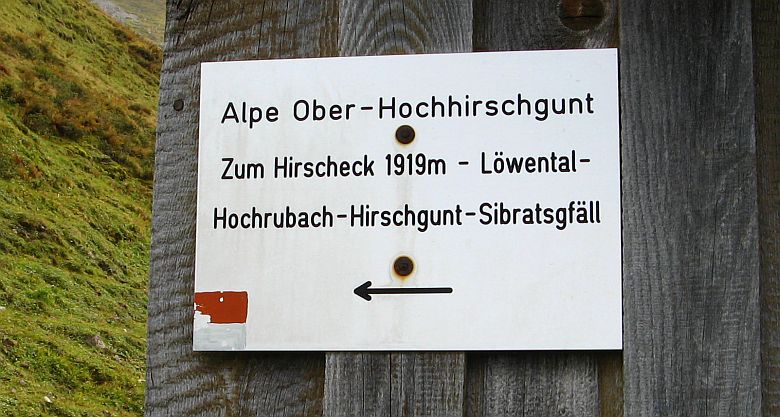 Alpe Ober-Hochhirschgunt
Zum Hirscheck 1919m - Löwental-
Hochrubach-Hirschgunt-Sibratsgfäll